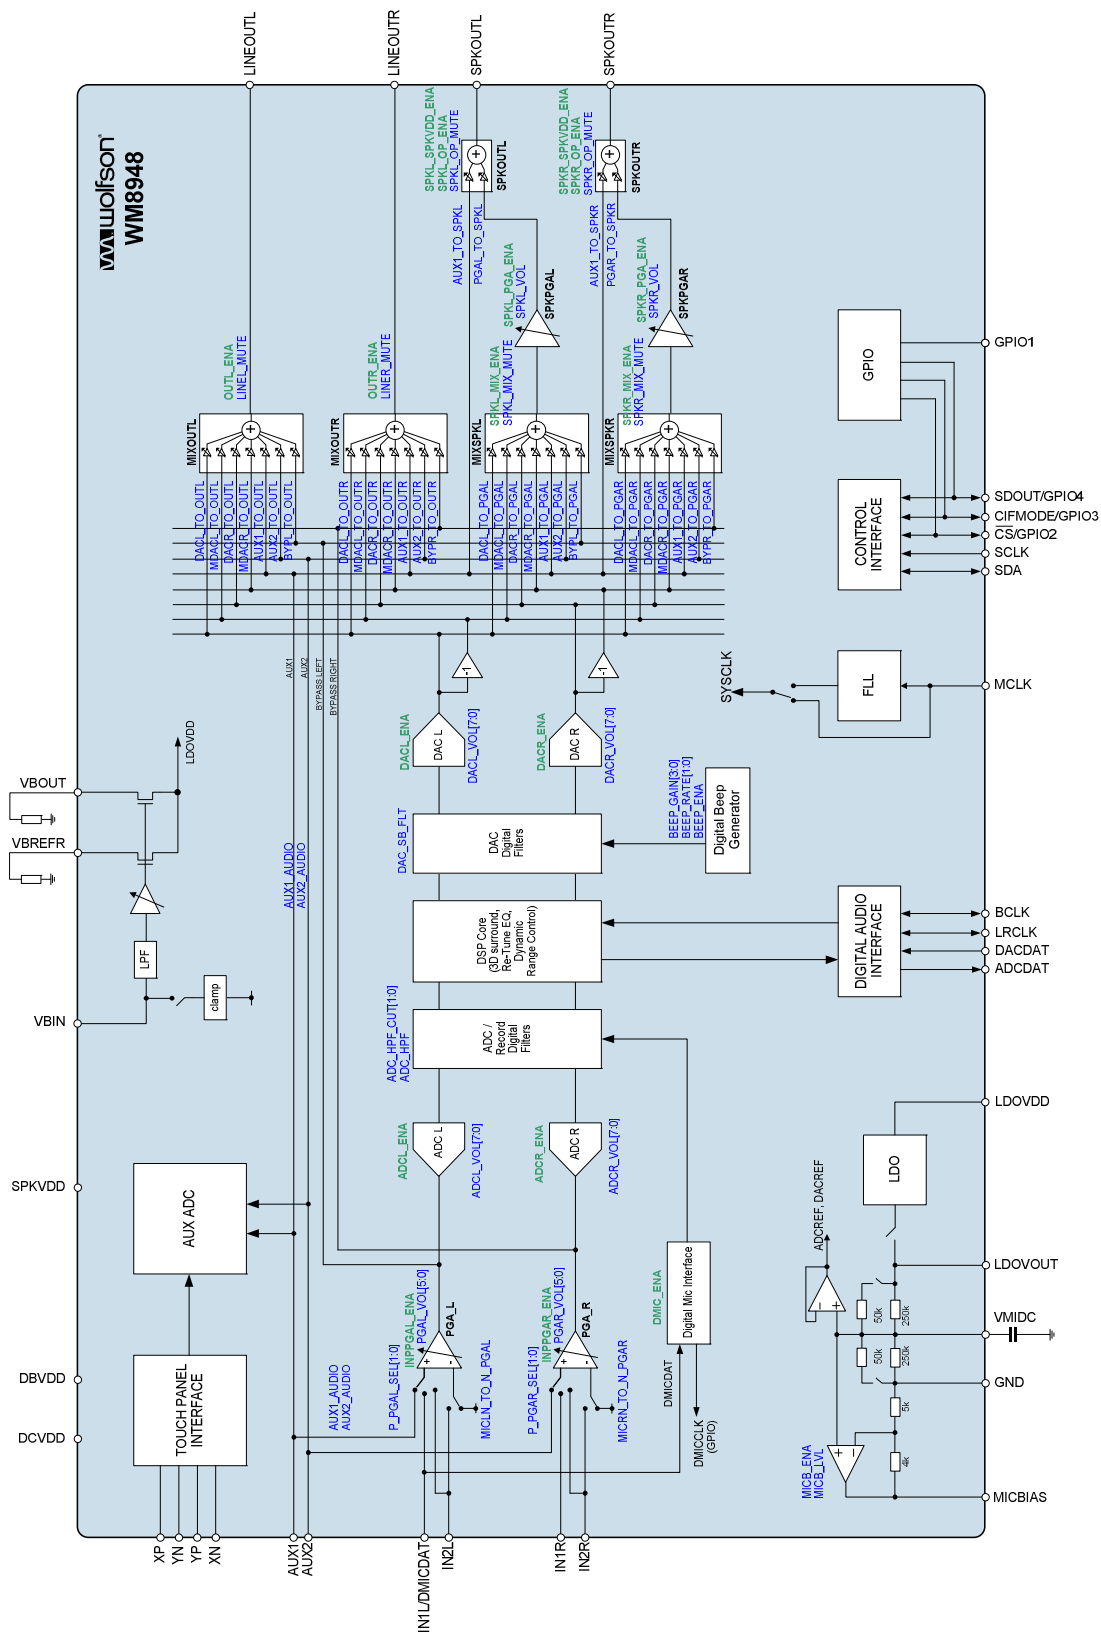 LINEOUTL
LINEOUTR
SPKOUTL
SPKOUTR
wolfson
WM8948
SPKL_SPKVDD_ENA
SPKL_OP_ENA
SPKL_OP_MUTE
SPKOUTL
SPKR_SPKVDD_ENA
SPKR_OP_ENA
SPKR_OP_MUTE
SPKOUTR
AUX1_TO_SPKL
PGAL_TO_SPKL
AUX1_TO_SPKR
PGAR_TO_SPKR
SPKL_PGA_ENA
SPKL_VOL
SPKPGAL
SPKR_PGA_ENA
SPKR_VOL
SPKPGAR
OUTL_ENA
LINEL_MUTE
OUTR_ENA
LINER_MUTE
SPKL_MIX_ENA
SPKL_MIX_MUTE
SPKR_MIX_ENA
SPKR_MIX_MUTE
MIXOUTL
MIXOUTR
MIXSPKL
MIXSPKR
DACL_TO_OUTL
MDACL_TO_OUTL
DACR_TO_OUTL
MDACR_TO_OUTL
AUX1_TO_OUTL
AUX2_TO_OUTL
BYPL_TO_OUTL
DACL_TO_OUTR
MDACL_TO_OUTR
DACR_TO_OUTR
MDACR_TO_OUTR
AUX1_TO_OUTR
AUX2_TO_OUTR
BYPR_TO_OUTR
DACL_TO_PGAL
MDACL_TO_PGAL
DACR_TO_PGAL
MDACR_TO_PGAL
AUX1_TO_PGAL
AUX2_TO_PGAL
BYPL_TO_PGAL
DACL_TO_PGAR
MDACL_TO_PGAR
DACR_TO_PGAR
MDACR_TO_PGAR
AUX1_TO_PGAR
AUX2_TO_PGAR
BYPR_TO_PGAR
GPIO
GPIO1
CONTROL
INTERFACE
SDOUT/GPIO4
CIFMODE/GPIO3
CS/GPIO2
SCLK
SDA
AUX1
AUX2
BYPASS LEFT
BYPASS RIGHT
-1
-1
SYSCLK
FLL
MCLK
VBOUT
VBREFR
LDOVDD
LPF
clamp
VBIN
DACL_ENA
DAC L
DACL_VOL[7:0]
DACR_ENA
DAC R
DACR_VOL[7:0]
DAC_SB_FLT
DAC
Digital
Filters
BEEP_GAIN[3:0]
BEEP_RATE[1:0]
BEEP_ENA
Digital Beep
Generator
AUX1_AUDIO
AUX2_AUDIO
DSP Core
(3D surround,
Re-Tune EQ,
Dynamic
Range Control)
DIGITAL AUDIO
INTERFACE
BCLK
LRCLK
DACDAT
ADCDAT
ADC_HPF_CUT[1:0]
ADC_HPF
ADC /
Record
Digital
Filters
ADCL_ENA
ADC L
ADCL_VOL[7:0]
ADCR_ENA
ADC R
ADCR_VOL[7:0]
LDOVDD
LDO
SPKVDD
AUX ADC
ADCREF, DACREF
LDOVOUT
50k
250k
VMIDC
50k
250k
GND
5k
4k
MICB_ENA
MICB_LVL
MICBIAS
DMIC_ENA
Digital Mic Interface
DMICDAT
DMICCLK
(GPIO)
INPPGAL_ENA
PGAL_VOL[5:0]
PGA_L
P_PGAL_SEL[1:0]
MICLN_TO_N_PGAL
INPPGAR_ENA
PGAR_VOL[5:0]
PGA_R
P_PGAR_SEL[1:0]
MICRN_TO_N_PGAR
AUX1_AUDIO
AUX2_AUDIO
TOUCH PANEL
INTERFACE
DBVDD
DCVDD
XP
YN
YP
XN
AUX1
AUX2
IN1L/DMICDAT
IN2L
IN1R
IN2R